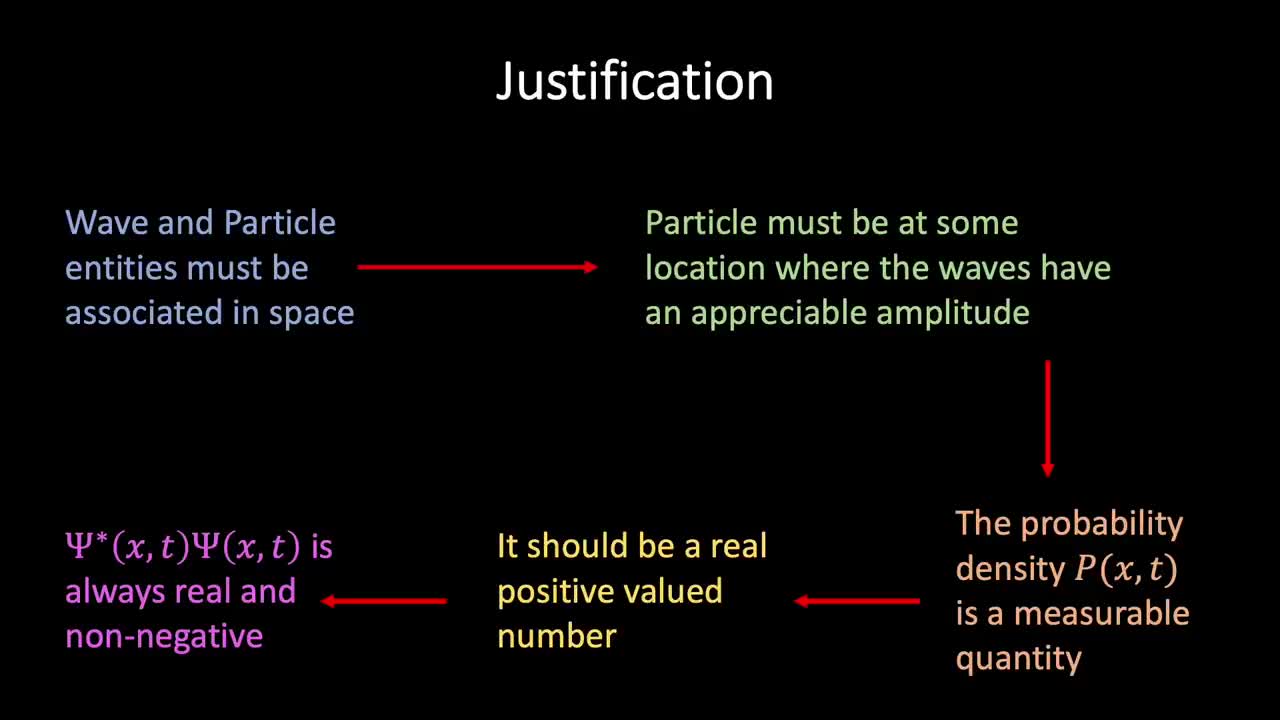 Justification
Wave and Particle
entities must be
associated in space
Particle must be at some
location where the waves have
an appreciable amplitude
The probability
density P(x, t)
is a measurable
quantity
It should be a real
positive valued
number
Ψ*(x, t)Ψ(x, t) is
always real and
non-negative